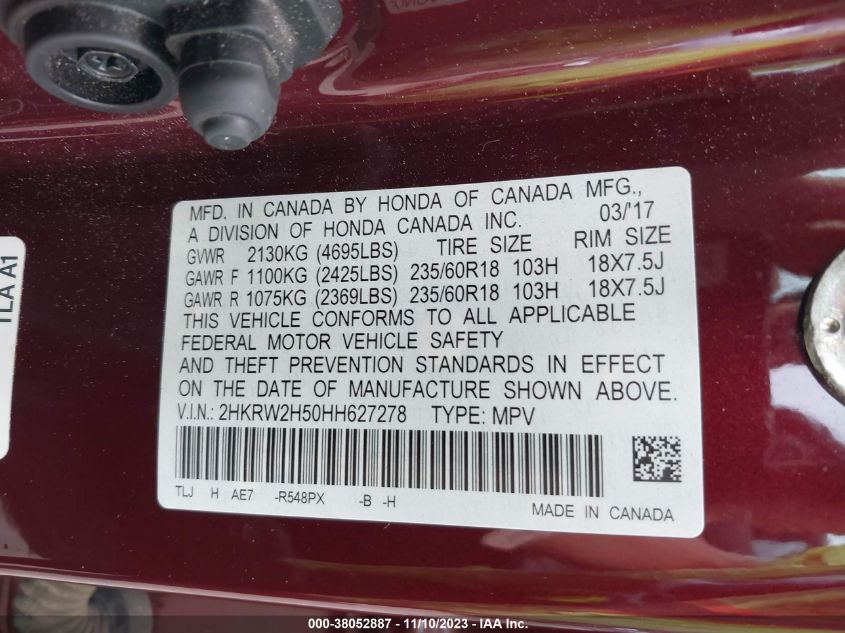 MFD. IN CANADA BY HONDA OF CANADA MFG.,
A DIVISION OF HONDA CANADA INC. 03/'17
GVWR 2130KG (4695LBS) TIRE SIZE RIM SIZE
GAWR F 1100KG (2425LBS) 235/60R18 103H 18X7.5J
GAWR R 1075KG (2369LBS) 235/60R18 103H 18X7.5J
THIS VEHICLE CONFORMS TO ALL APPLICABLE
FEDERAL MOTOR VEHICLE SAFETY
AND THEFT PREVENTION STANDARDS IN EFFECT
ON THE DATE OF MANUFACTURE SHOWN ABOVE.
V.I.N.: 2HKRW2H50HH627278 TYPE: MPV
TLJ H AE7 -R548PX -B -H
MADE IN CANADA
TLA A1
000-38052887 - 11/10/2023 - IAA Inc.